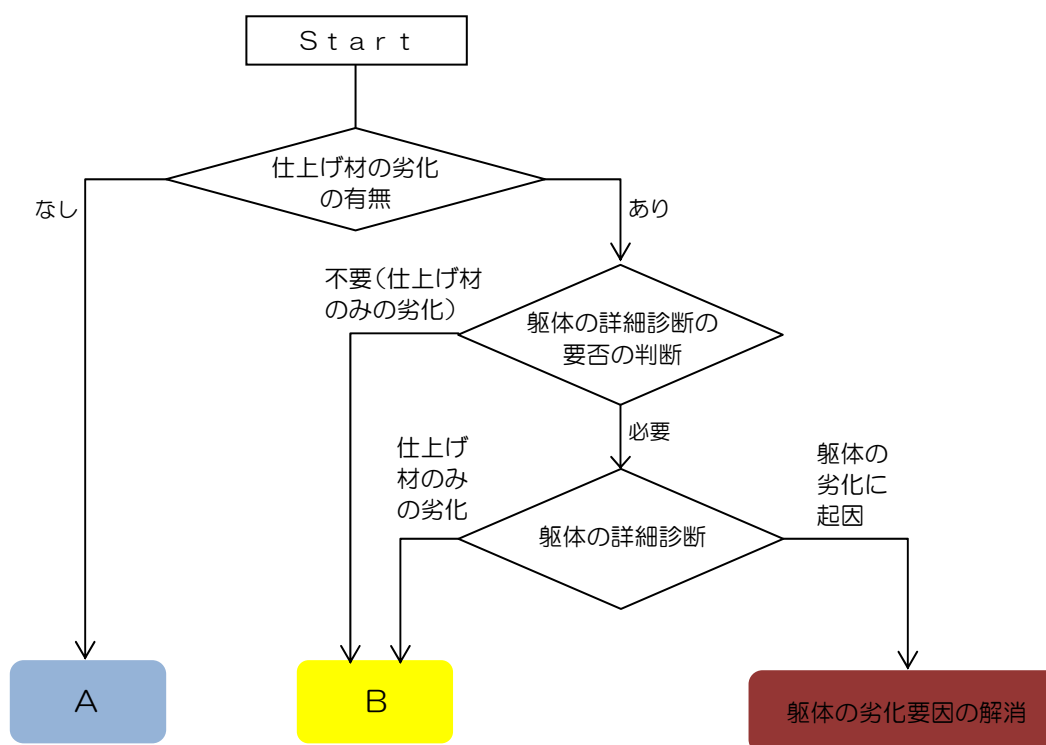 Ｓｔａｒｔ
仕上げ材の劣化
の有無
なし
あり
不要（仕上げ材
のみの劣化）
躯体の詳細診断の
要否の判断
必要
仕上げ
材のみ
の劣化
躯体の
劣化に
起因
躯体の詳細診断
Ａ
Ｂ
躯体の劣化要因の解消